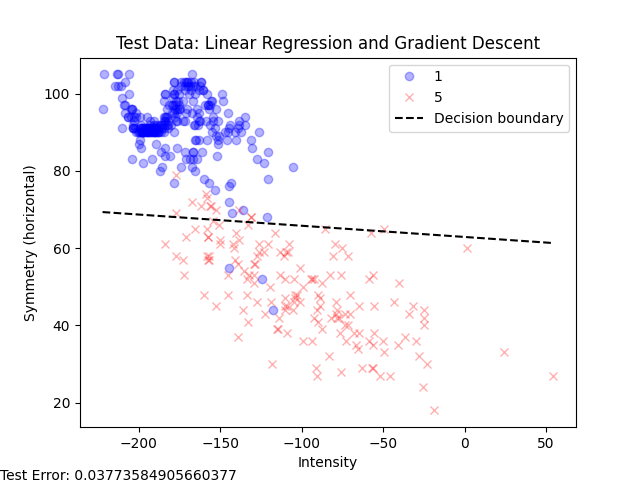 Test Data: Linear Regression and Gradient Descent
1
5
Decision boundary
100
80
60
40
20
Symmetry (horizontal)
−200
−150
−100
−50
0
50
Intensity
Test Error: 0.03773584905660377